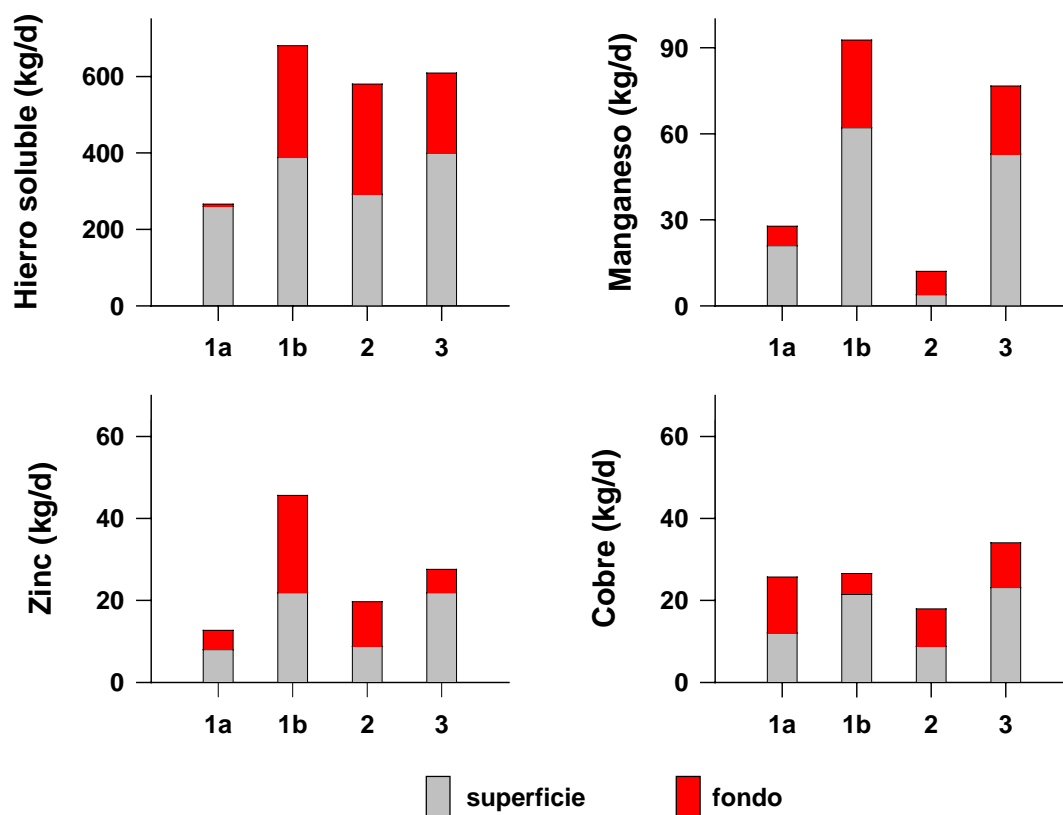 Hierro soluble (kg/d)
600
400
200
0
1a 1b 2 3
Manganeso (kg/d)
90
60
30
0
1a 1b 2 3
Zinc (kg/d)
60
40
20
0
1a 1b 2 3
Cobre (kg/d)
60
40
20
0
1a 1b 2 3
superficie fondo